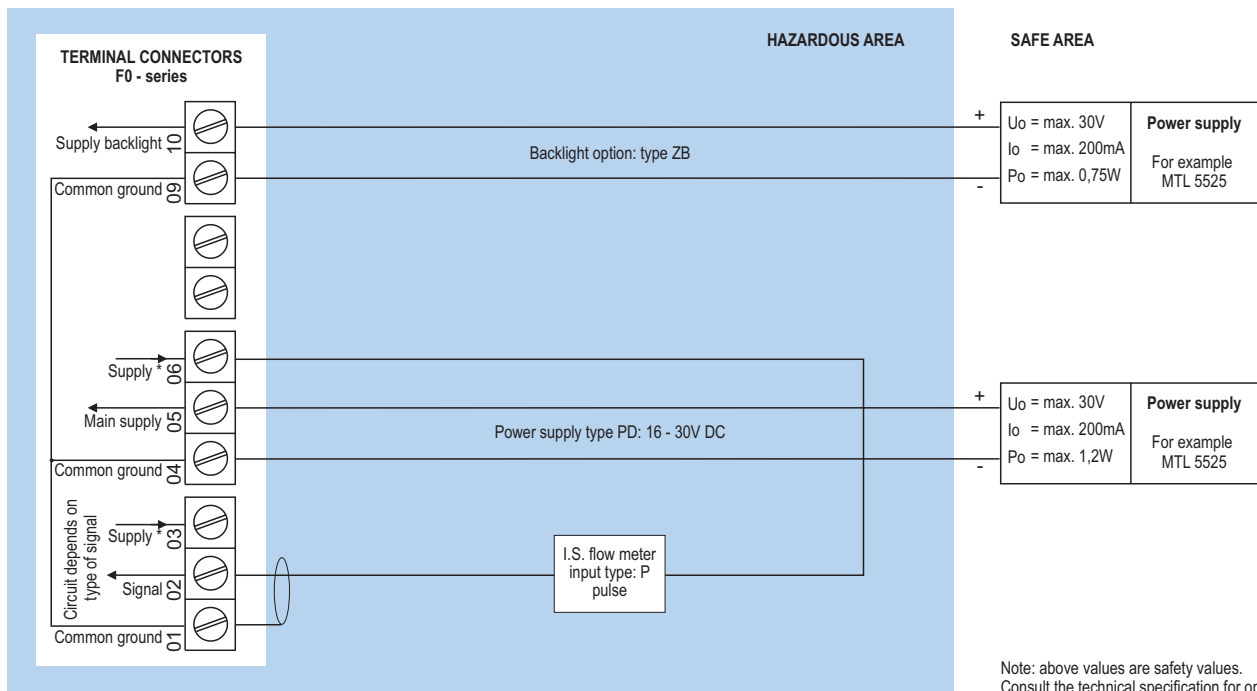 HAZARDOUS AREA
SAFE AREA
TERMINAL CONNECTORS
F0 - series
Supply backlight
10
Common ground
09
Backlight option: type ZB
+
-
Uo = max. 30V
Io = max. 200mA
Po = max. 0,75W
Power supply
For example
MTL 5525
Supply *
06
Main supply
05
Common ground
04
Power supply type PD: 16 - 30V DC
+
-
Uo = max. 30V
Io = max. 200mA
Po = max. 1,2W
Power supply
For example
MTL 5525
Circuit depends on
type of signal
Supply *
03
Signal
02
Common ground
01
I.S. flow meter
input type: P
pulse
Note: above values are safety values.
Consult the technical specification for